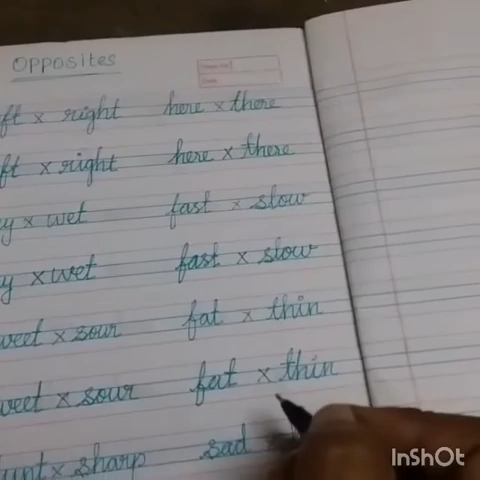 OPPOSITES
ft × right here × there
ft × right here × there
y × wet fast × slow
y × wet fast × slow
weet × sour fat × thin
weet × sour fat × thin
unt × sharp sad
InShOt